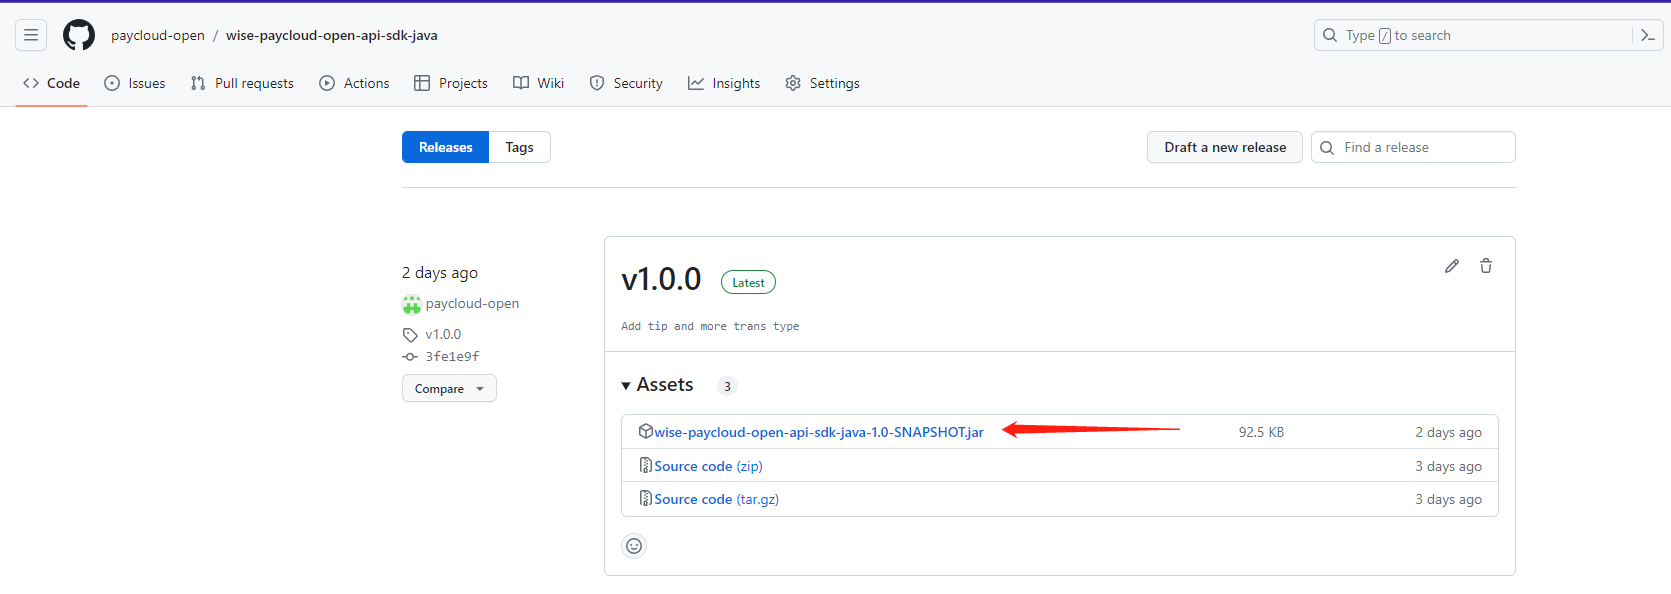 paycloud-open / wise-paycloud-open-api-sdk-java
Type / to search
Code Issues Pull requests Actions Projects Wiki Security Insights Settings
Releases Tags
Draft a new release
Find a release
2 days ago
paycloud-open
v1.0.0
3fe1e9f
Compare
v1.0.0 Latest
Add tip and more trans type
Assets 3
wise-paycloud-open-api-sdk-java-1.0-SNAPSHOT.jar 92.5 KB 2 days ago
Source code (zip) 3 days ago
Source code (tar.gz) 3 days ago